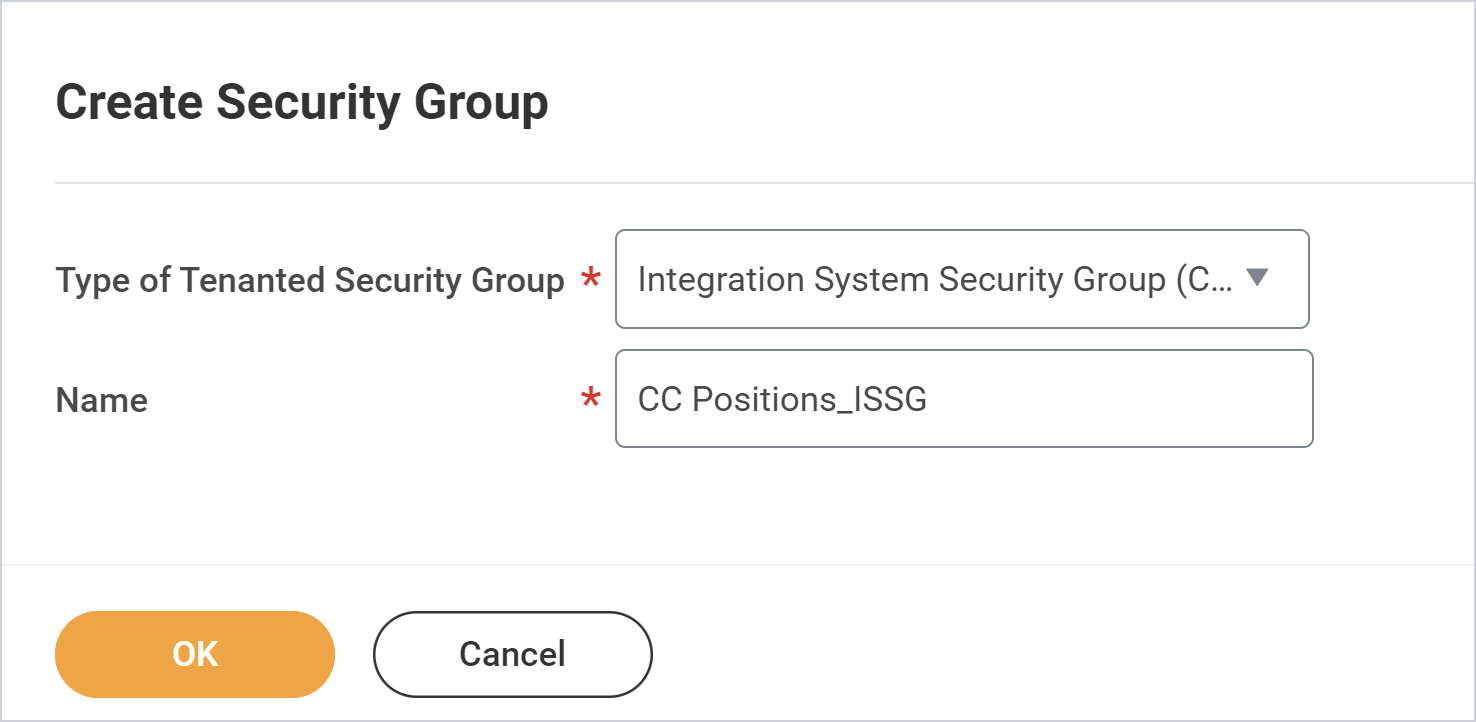 Create Security Group
Type of Tenanted Security Group * Integration System Security Group (C...
Name * CC Positions_ISSG
OK Cancel